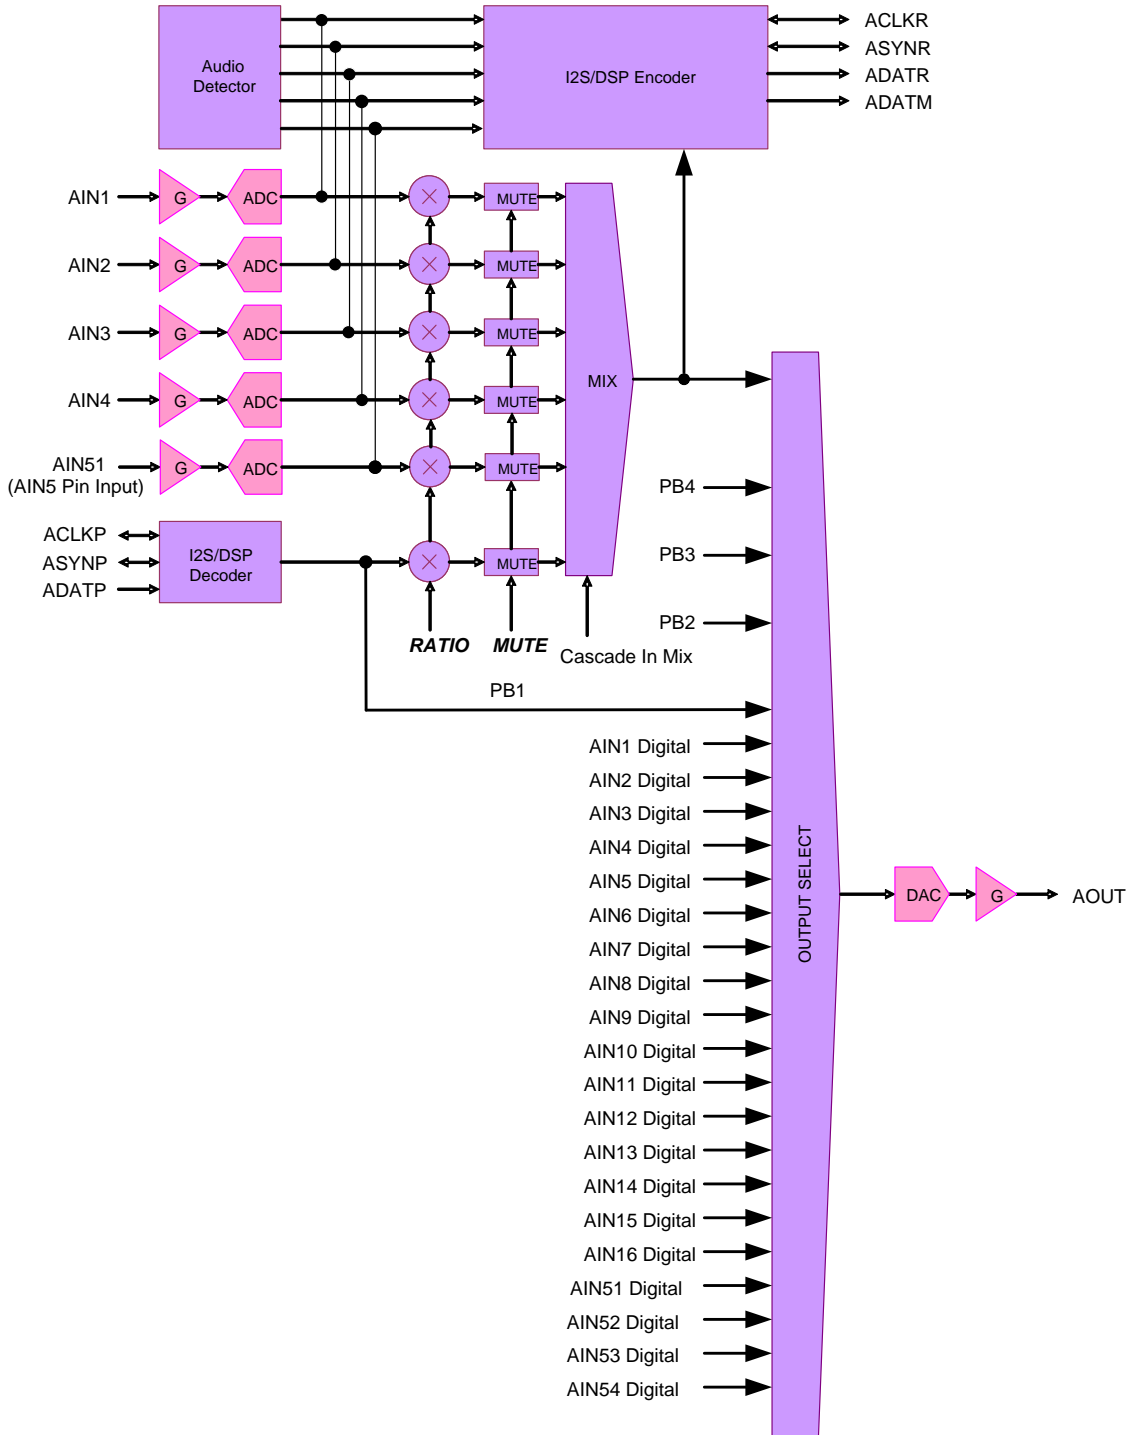 Audio
Detector
I2S/DSP Encoder
ACLKR
ASYNR
ADATR
ADATM
AIN1
G
ADC
MUTE
AIN2
G
ADC
MUTE
AIN3
G
ADC
MUTE
AIN4
G
ADC
MUTE
MIX
AIN51
(AIN5 Pin Input)
G
ADC
MUTE
ACLKP
ASYNP
ADATP
I2S/DSP
Decoder
MUTE
RATIO
MUTE
Cascade In Mix
PB4
PB3
PB2
PB1
AIN1 Digital
AIN2 Digital
AIN3 Digital
AIN4 Digital
AIN5 Digital
AIN6 Digital
AIN7 Digital
AIN8 Digital
AIN9 Digital
AIN10 Digital
AIN11 Digital
AIN12 Digital
AIN13 Digital
AIN14 Digital
AIN15 Digital
AIN16 Digital
AIN51 Digital
AIN52 Digital
AIN53 Digital
AIN54 Digital
OUTPUT SELECT
DAC
G
AOUT